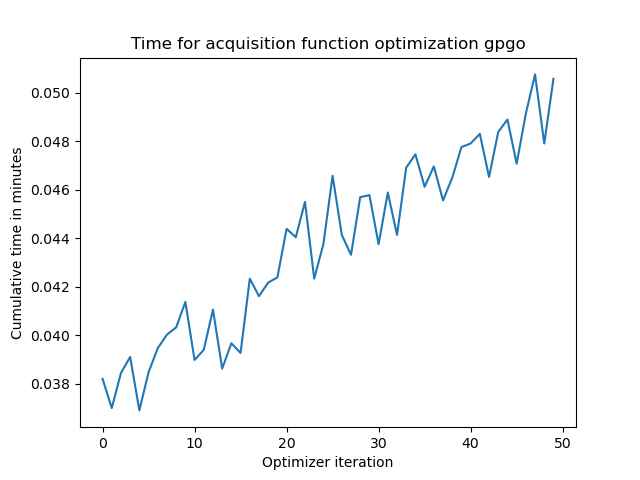 Time for acquisition function optimization gpgo
0.050
0.048
0.046
0.044
0.042
0.040
0.038
Cumulative time in minutes
0 10 20 30 40 50
Optimizer iteration